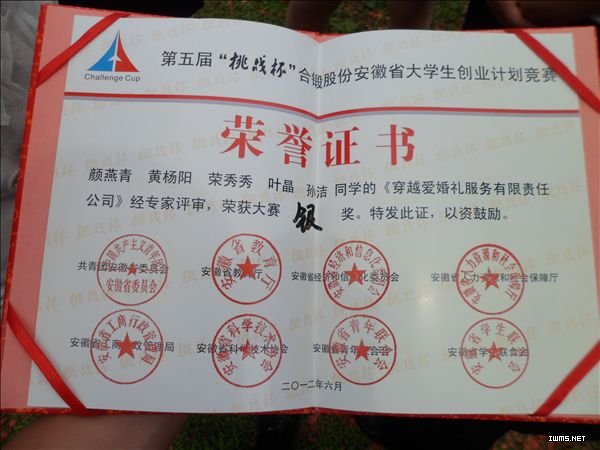 Challenge Cup
第五届“挑战杯”合锻股份安徽省大学生创业计划竞赛
荣誉证书
颜燕青 黄杨阳 荣秀秀 叶晶 孙洁 同学的《穿越爱婚礼服务有限责任
公司》经专家评审，荣获大赛 银 奖。特发此证，以资鼓励。
共青团安徽省委员会 安徽省教育厅 安徽省经济和信息化委员会 安徽省人力资源和社会保障厅
安徽省工商行政管理局 安徽省科学技术协会 安徽省青年联合会 安徽省学生联合会
二〇一二年六月
IWMS.NET